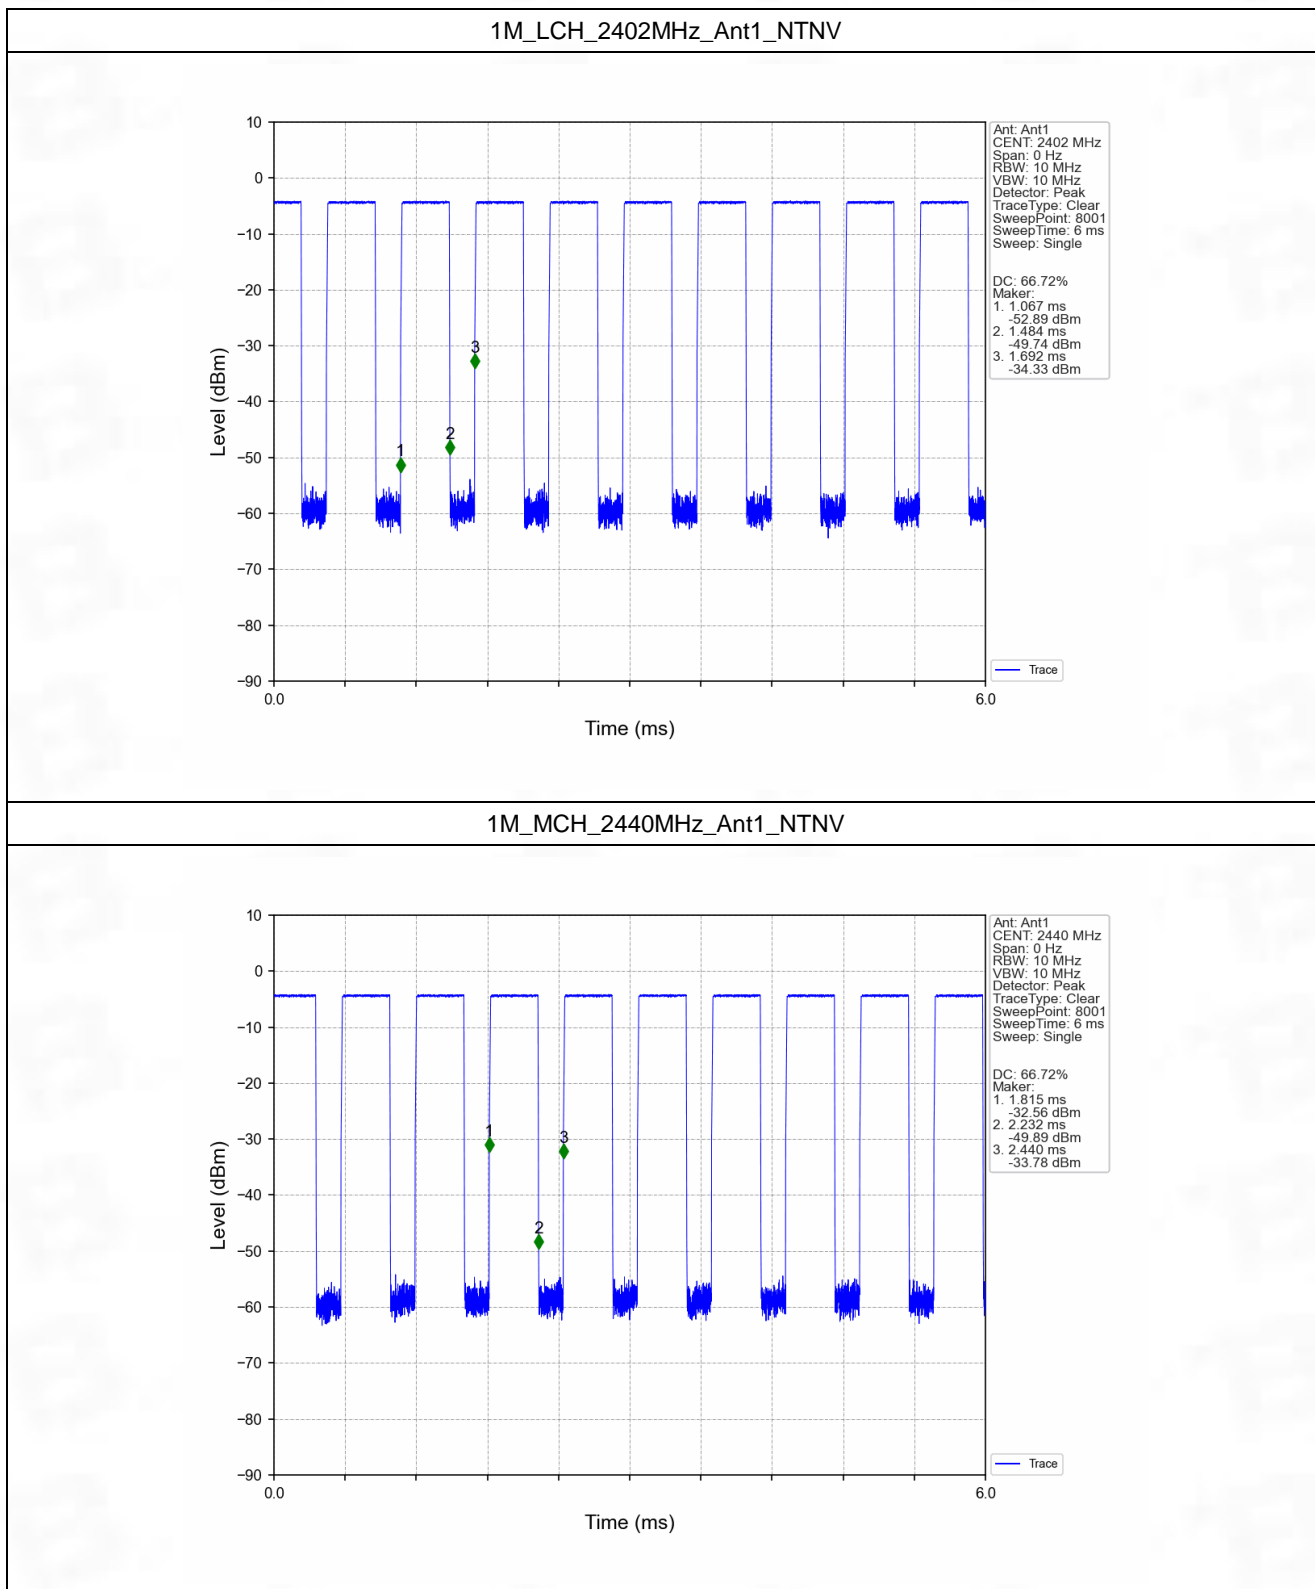 1M_LCH_2402MHz_Ant1_NTNV
10
0
−10
−20
−30
−40
−50
−60
−70
−80
−90
Level (dBm)
1
2
3
0.0
6.0
Time (ms)
Ant: Ant1
CENT: 2402 MHz
Span: 0 Hz
RBW: 10 MHz
VBW: 10 MHz
Detector: Peak
TraceType: Clear
SweepPoint: 8001
SweepTime: 6 ms
Sweep: Single
DC: 66.72%
Maker:
1. 1.067 ms
-52.89 dBm
2. 1.484 ms
-49.74 dBm
3. 1.692 ms
-34.33 dBm
Trace
1M_MCH_2440MHz_Ant1_NTNV
10
0
−10
−20
−30
−40
−50
−60
−70
−80
−90
Level (dBm)
1
2
3
0.0
6.0
Time (ms)
Ant: Ant1
CENT: 2440 MHz
Span: 0 Hz
RBW: 10 MHz
VBW: 10 MHz
Detector: Peak
TraceType: Clear
SweepPoint: 8001
SweepTime: 6 ms
Sweep: Single
DC: 66.72%
Maker:
1. 1.815 ms
-32.56 dBm
2. 2.232 ms
-49.89 dBm
3. 2.440 ms
-33.78 dBm
Trace